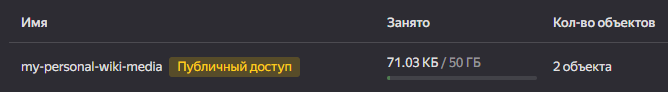 Имя Занято Кол-во объектов
my-personal-wiki-media Публичный доступ 71.03 КБ / 50 ГБ 2 объекта